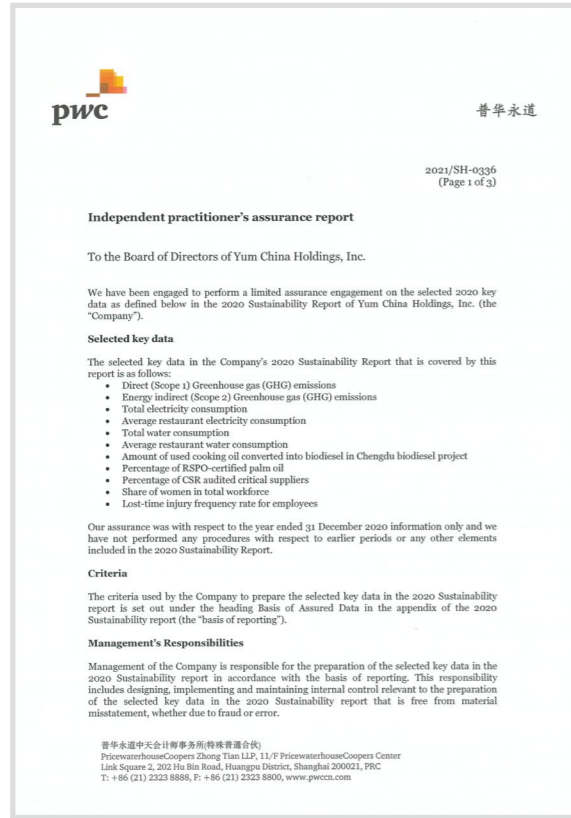 pwc
普华永道
2021/SH-0336
(Page 1 of 3)
Independent practitioner's assurance report
To the Board of Directors of Yum China Holdings, Inc.
We have been engaged to perform a limited assurance engagement on the selected 2020 key
data as defined below in the 2020 Sustainability Report of Yum China Holdings, Inc. (the
"Company").
Selected key data
The selected key data in the Company's 2020 Sustainability Report that is covered by this
report is as follows:
• Direct (Scope 1) Greenhouse gas (GHG) emissions
• Energy indirect (Scope 2) Greenhouse gas (GHG) emissions
• Total electricity consumption
• Average restaurant electricity consumption
• Total water consumption
• Average restaurant water consumption
• Amount of used cooking oil converted into biodiesel in Chengdu biodiesel project
• Percentage of RSPO-certified palm oil
• Percentage of CSR audited critical suppliers
• Share of women in total workforce
• Lost-time injury frequency rate for employees
Our assurance was with respect to the year ended 31 December 2020 information only and we
have not performed any procedures with respect to earlier periods or any other elements
included in the 2020 Sustainability Report.
Criteria
The criteria used by the Company to prepare the selected key data in the 2020 Sustainability
report is set out under the heading Basis of Assured Data in the appendix of the 2020
Sustainability report (the "basis of reporting").
Management's Responsibilities
Management of the Company is responsible for the preparation of the selected key data in the
2020 Sustainability report in accordance with the basis of reporting. This responsibility
includes designing, implementing and maintaining internal control relevant to the preparation
of the selected key data in the 2020 Sustainability report that is free from material
misstatement, whether due to fraud or error.
普华永道中天会计师事务所(特殊普通合伙)
PricewaterhouseCoopers Zhong Tian LLP, 11/F PricewaterhouseCoopers Center
Link Square 2, 202 Hu Bin Road, Huangpu District, Shanghai 200021, PRC
T: +86 (21) 2323 8888, F: +86 (21) 2323 8800, www.pwccn.com